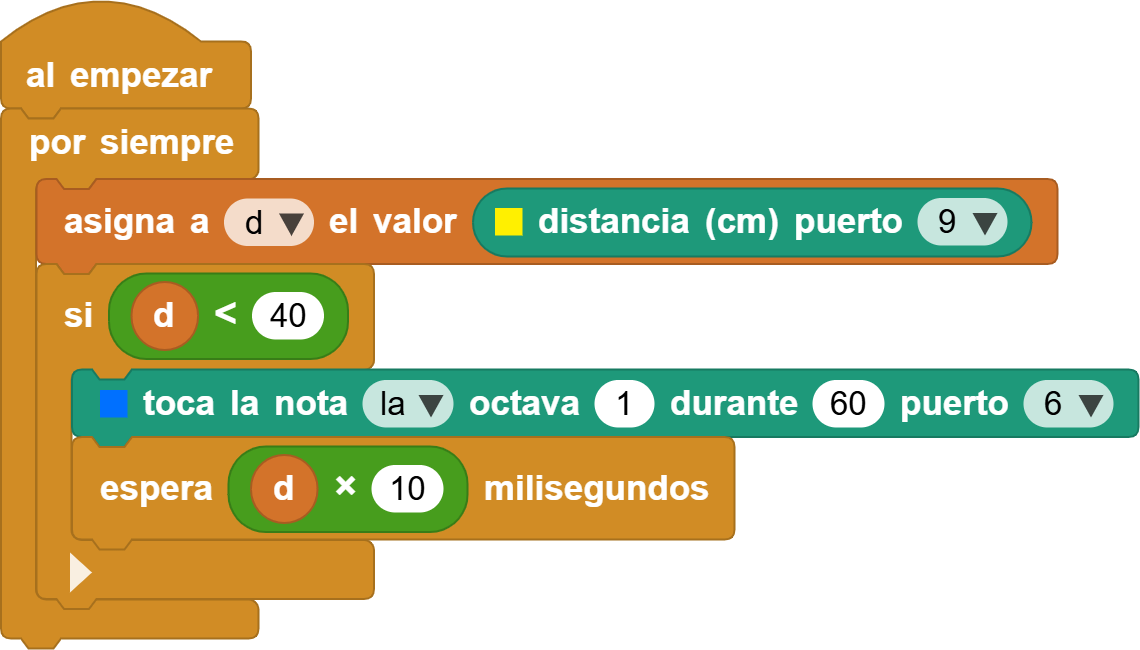 al empezar
por siempre
asigna a d ▼ el valor distancia (cm) puerto 9 ▼
si d < 40
toca la nota la ▼ octava 1 durante 60 puerto 6 ▼
espera d × 10 milisegundos